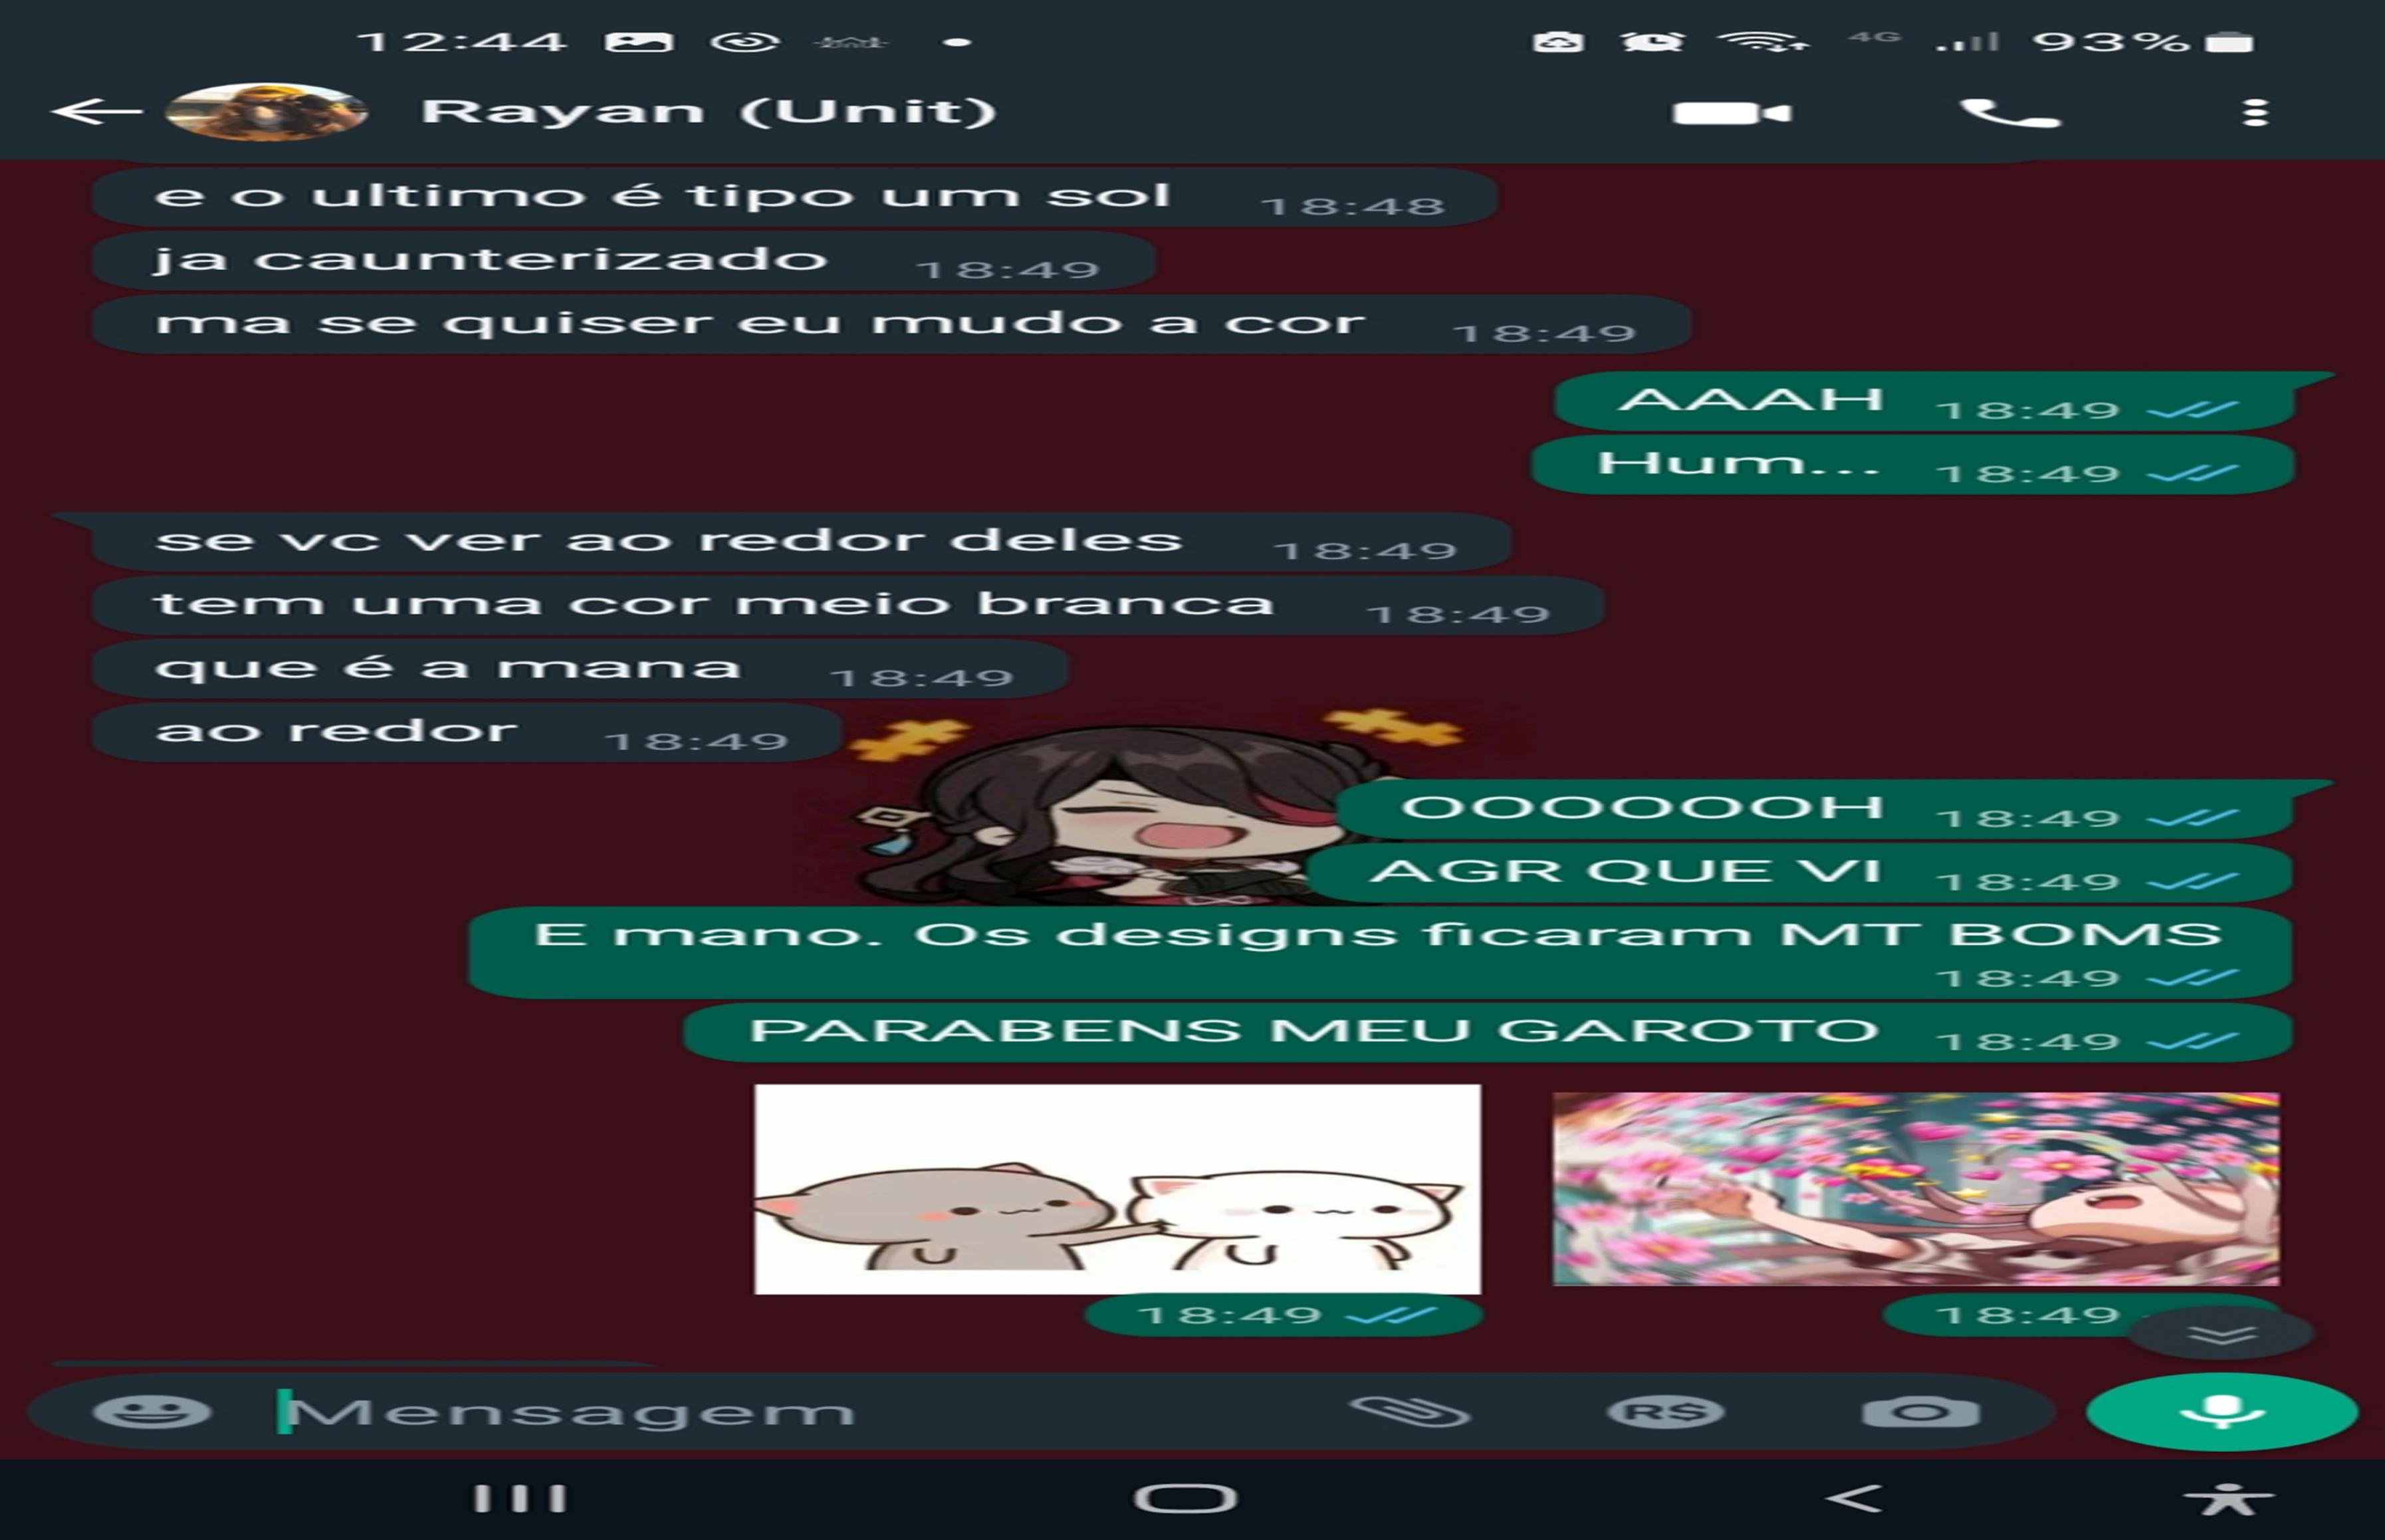 12:44 4G 93%
Rayan (Unit)
e o ultimo é tipo um sol 18:48
ja caunterizado 18:49
ma se quiser eu mudo a cor 18:49
AAAH 18:49
Hum... 18:49
se vc ver ao redor deles 18:49
tem uma cor meio branca 18:49
que é a mana 18:49
ao redor 18:49
OOOOOOH 18:49
AGR QUE VI 18:49
E mano. Os designs ficaram MT BOMS
18:49
PARABENS MEU GAROTO 18:49
18:49 18:49
Mensagem R$